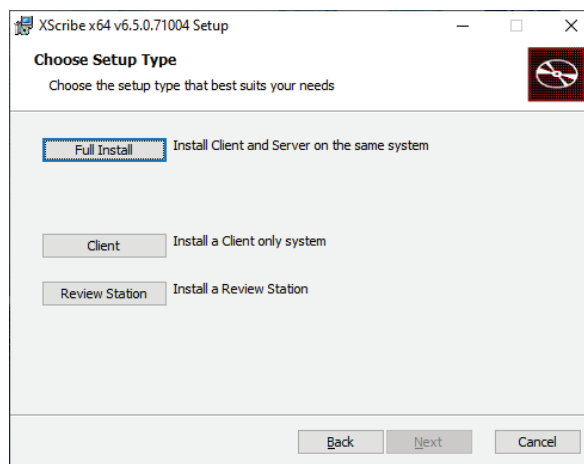 XScribe x64 v6.5.0.71004 Setup
Choose Setup Type
Choose the setup type that best suits your needs
Full Install Install Client and Server on the same system
Client Install a Client only system
Review Station Install a Review Station
Back Next Cancel